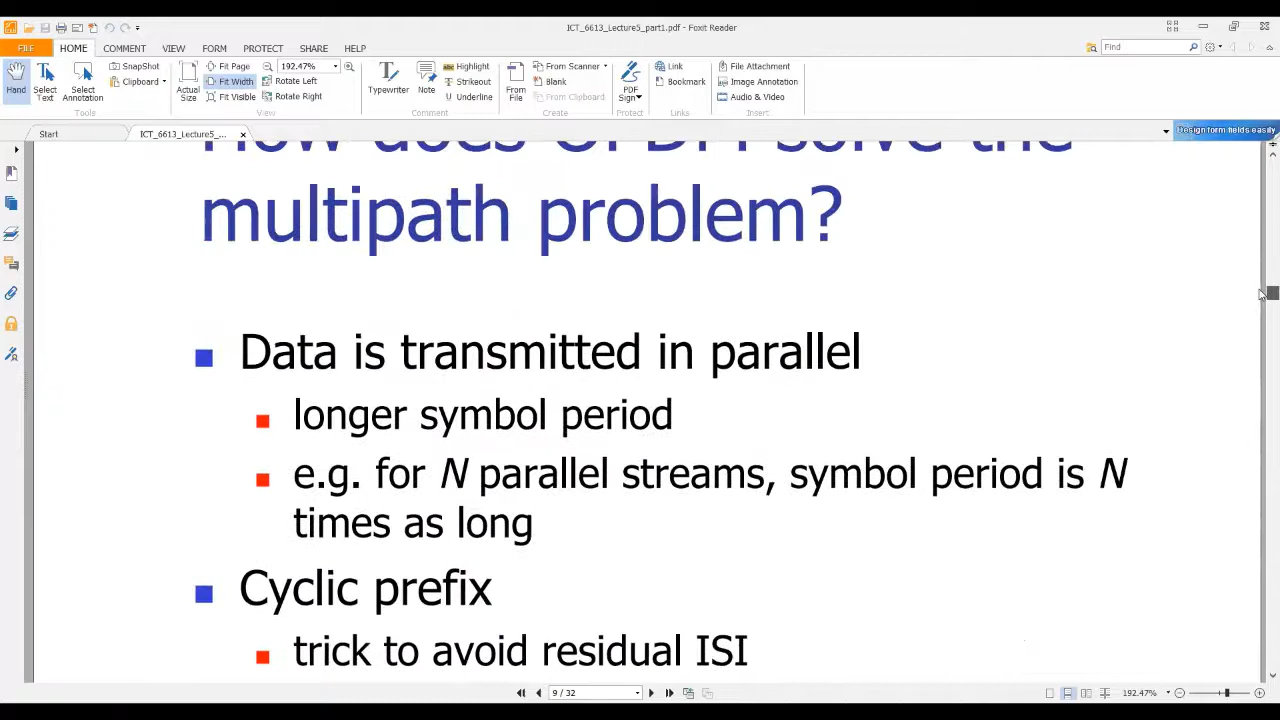 ICT_6613_Lecture5_part1.pdf - Foxit Reader
FILE HOME COMMENT VIEW FORM PROTECT SHARE HELP
Find
Hand
Select Text
Select Annotation
SnapShot
Clipboard
Tools
Actual Size
Fit Page
Fit Width
Fit Visible
192.47%
Rotate Left
Rotate Right
View
Typewriter
Note
Highlight
Strikeout
Underline
Comment
From File
From Scanner
Blank
From Clipboard
Create
PDF Sign
Protect
Link
Bookmark
Links
File Attachment
Image Annotation
Audio & Video
Insert
Start
ICT_6613_Lecture5_...
Design form fields easily
How does OFDM solve the
multipath problem?
Data is transmitted in parallel
longer symbol period
e.g. for N parallel streams, symbol period is N
times as long
Cyclic prefix
trick to avoid residual ISI
9 / 32
192.47%